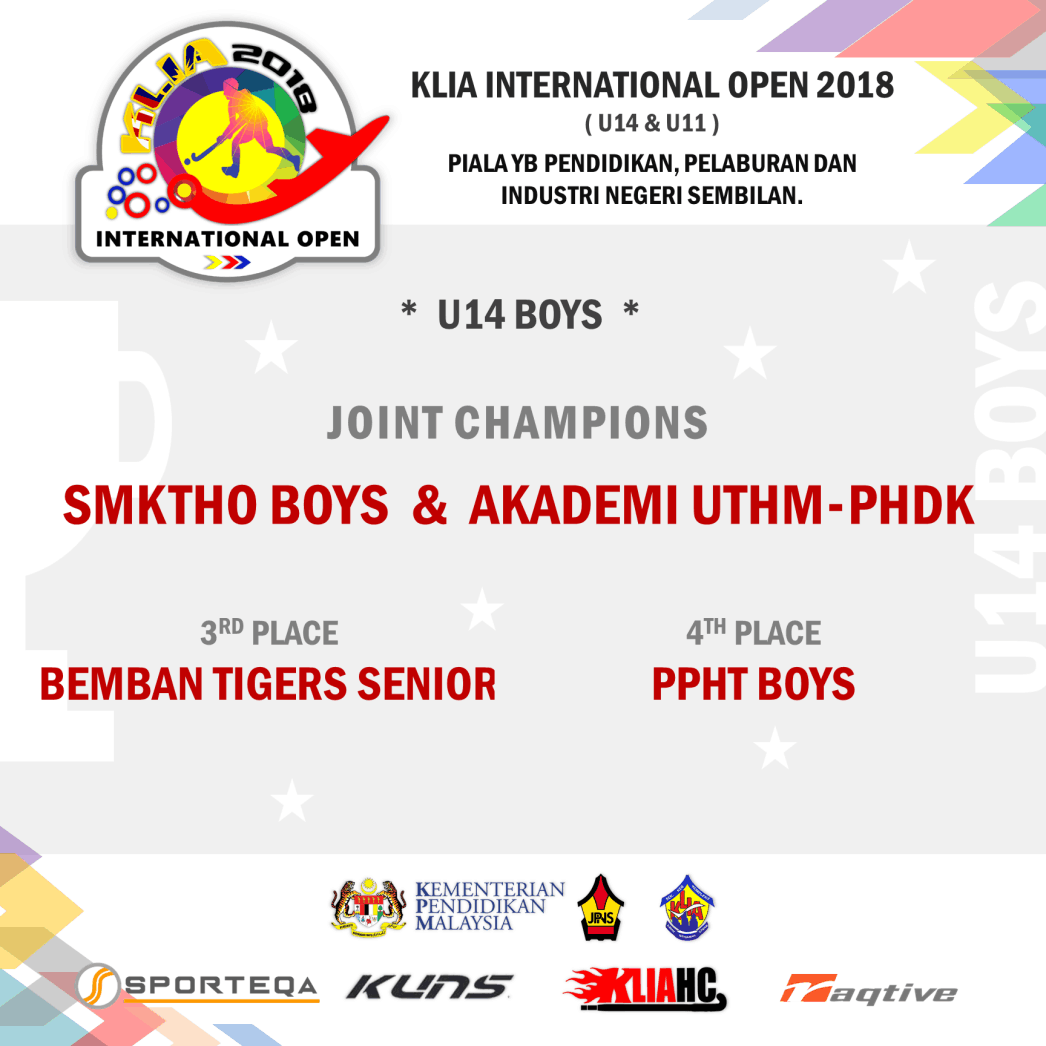 KLIA 2018
INTERNATIONAL OPEN
KLIA INTERNATIONAL OPEN 2018
( U14 & U11 )
PIALA YB PENDIDIKAN, PELABURAN DAN
INDUSTRI NEGERI SEMBILAN.
* U14 BOYS *
JOINT CHAMPIONS
SMKTHO BOYS & AKADEMI UTHM-PHDK
3RD PLACE
BEMBAN TIGERS SENIOR
4TH PLACE
PPHT BOYS
U14 BOYS
KEMENTERIAN
PENDIDIKAN
MALAYSIA
JPNS
SPORTEQA
KUNS
KLIAHC
Taqtive